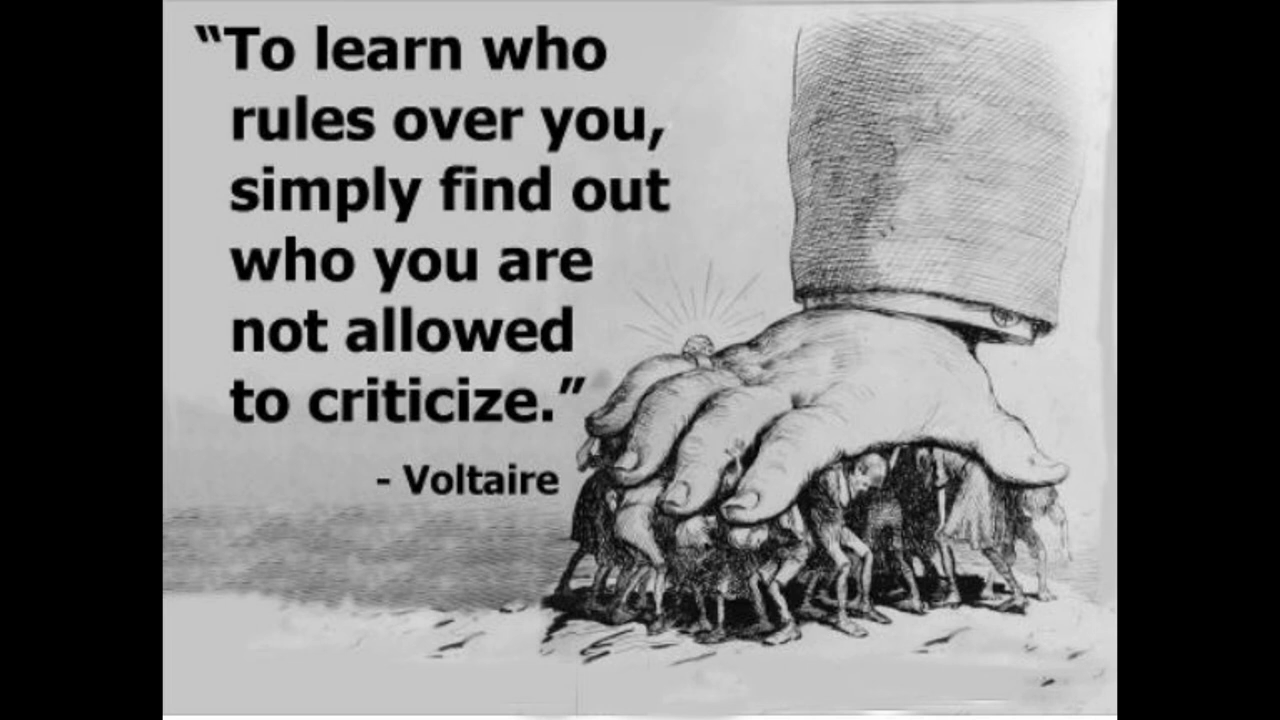 “To learn who
rules over you,
simply find out
who you are
not allowed
to criticize.”
- Voltaire